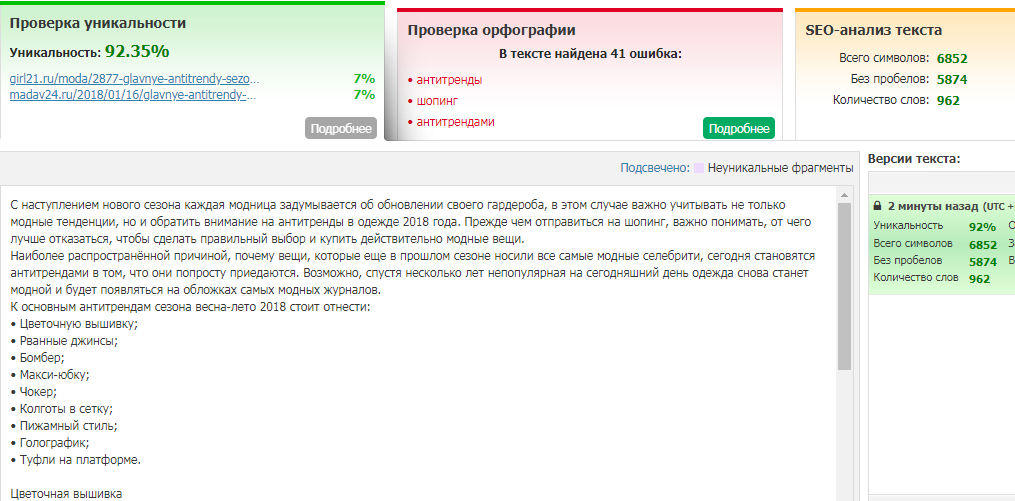 Проверка уникальности
Уникальность: 92.35%
girl21.ru/moda/2877-glavnye-antitrendy-sezo... 7%
madav24.ru/2018/01/16/glavnye-antitrendy-... 7%
Подробнее
Проверка орфографии
В тексте найдена 41 ошибка:
• антитренды
• шопинг
• антитрендами
Подробнее
SEO-анализ текста
Всего символов: 6852
Без пробелов: 5874
Количество слов: 962
Подсвечено: Неуникальные фрагменты
С наступлением нового сезона каждая модница задумывается об обновлении своего гардероба, в этом случае важно учитывать не только
модные тенденции, но и обратить внимание на антитренды в одежде 2018 года. Прежде чем отправиться на шопинг, важно понимать, от чего
лучше отказаться, чтобы сделать правильный выбор и купить действительно модные вещи.
Наиболее распространённой причиной, почему вещи, которые еще в прошлом сезоне носили все самые модные селебрити, сегодня становятся
антитрендами в том, что они попросту приедаются. Возможно, спустя несколько лет непопулярная на сегодняшний день одежда снова станет
модной и будет появляться на обложках самых модных журналов.
К основным антитрендам сезона весна-лето 2018 стоит отнести:
• Цветочную вышивку;
• Рванные джинсы;
• Бомбер;
• Макси-юбку;
• Чокер;
• Колготы в сетку;
• Пижамный стиль;
• Голографик;
• Туфли на платформе.
Цветочная вышивка
Версии текста:
2 минуты назад (UTC +
Уникальность 92% О
Всего символов 6852 З
Без пробелов 5874 В
Количество слов 962